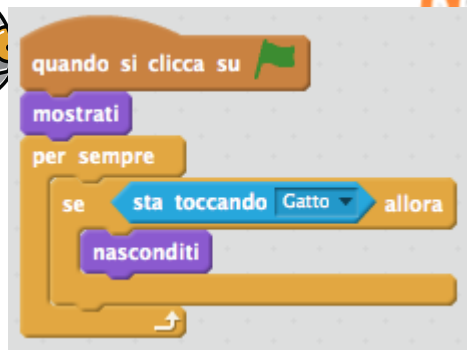 quando si clicca su
mostrati
per sempre
se sta toccando Gatto allora
nasconditi